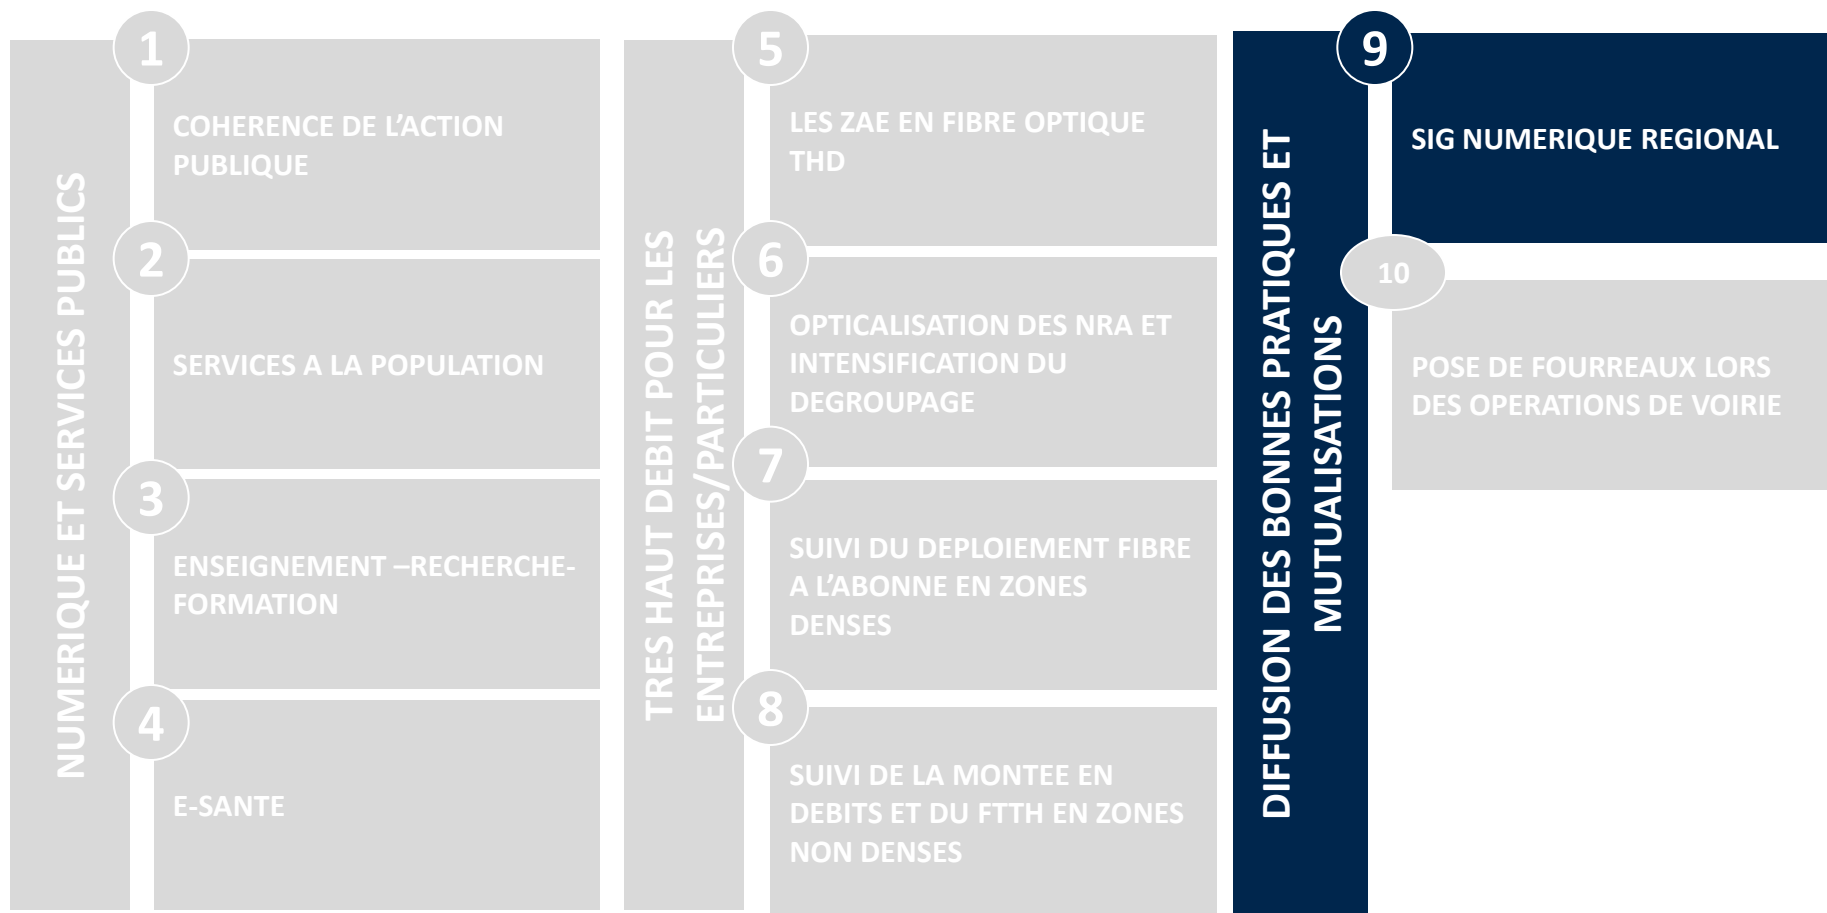 NUMERIQUE ET SERVICES PUBLICS
1
COHERENCE DE L’ACTION
PUBLIQUE
2
SERVICES A LA POPULATION
3
ENSEIGNEMENT –RECHERCHE-
FORMATION
4
E-SANTE
TRES HAUT DEBIT POUR LES
ENTREPRISES/PARTICULIERS
5
LES ZAE EN FIBRE OPTIQUE
THD
6
OPTICALISATION DES NRA ET
INTENSIFICATION DU
DEGROUPAGE
7
SUIVI DU DEPLOIEMENT FIBRE
A L’ABONNE EN ZONES
DENSES
8
SUIVI DE LA MONTEE EN
DEBITS ET DU FTTH EN ZONES
NON DENSES
DIFFUSION DES BONNES PRATIQUES ET
MUTUALISATIONS
9
SIG NUMERIQUE REGIONAL
10
POSE DE FOURREAUX LORS
DES OPERATIONS DE VOIRIE